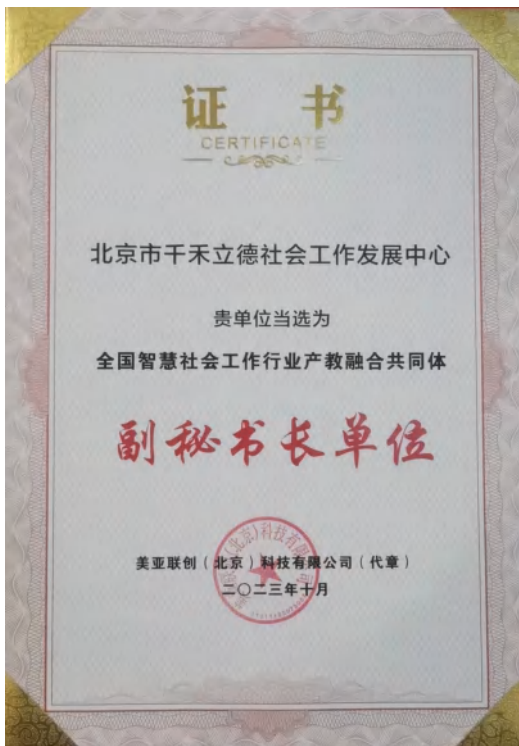 证书
CERTIFICATE
北京市千禾立德社会工作发展中心
贵单位当选为
全国智慧社会工作行业产教融合共同体
副秘书长单位
美亚联创（北京）科技有限公司（代章）
二〇二三年十月